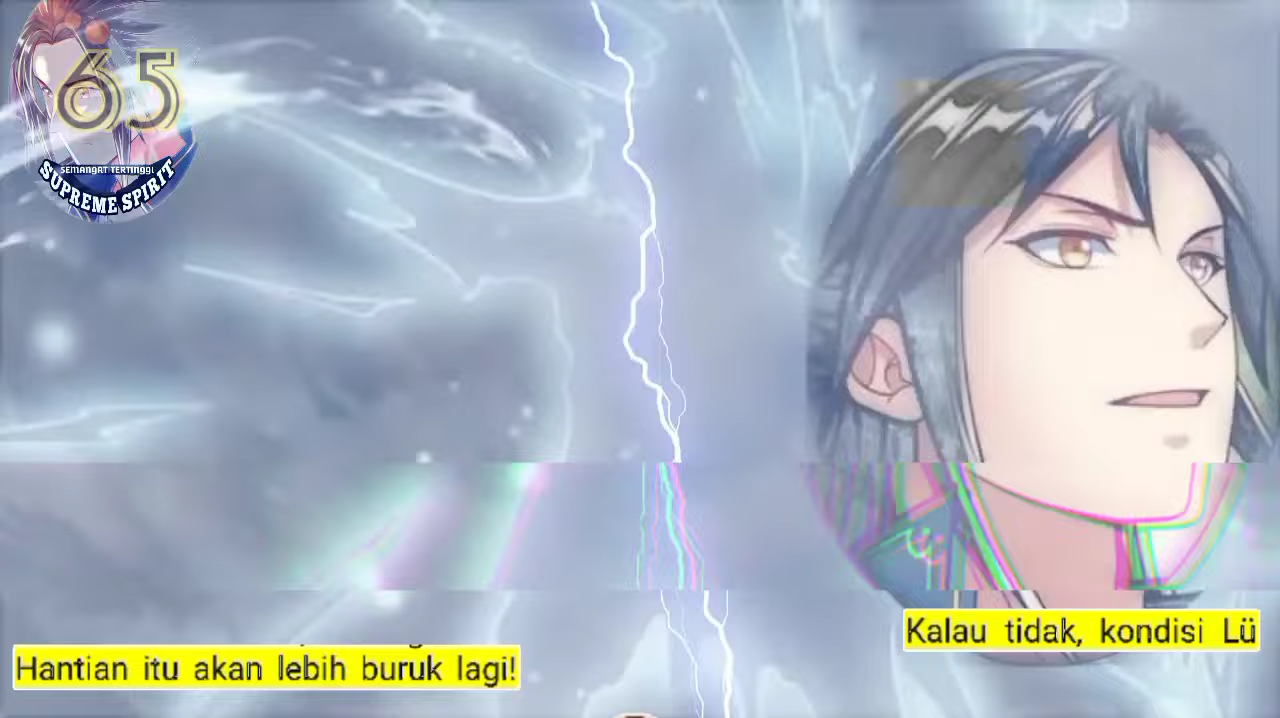 65
SEMANGAT TERTINGGI
SUPREME SPIRIT
Kalau tidak, kondisi Lü
Hantian itu akan lebih buruk lagi!